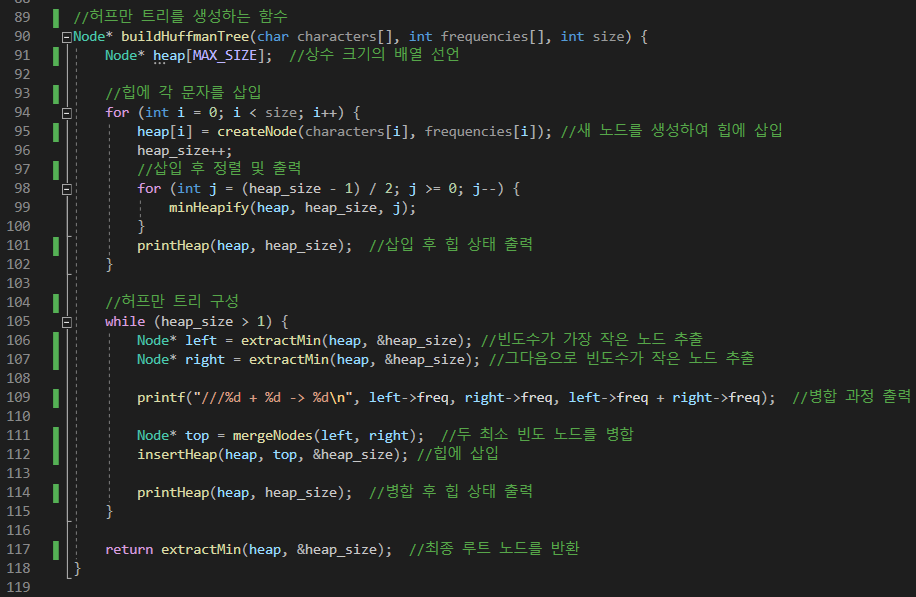 89 //허프만 트리를 생성하는 함수
90 Node* buildHuffmanTree(char characters[], int frequencies[], int size) {
91 Node* heap[MAX_SIZE]; //상수 크기의 배열 선언
92
93 //힙에 각 문자를 삽입
94 for (int i = 0; i < size; i++) {
95 heap[i] = createNode(characters[i], frequencies[i]); //새 노드를 생성하여 힙에 삽입
96 heap_size++;
97 //삽입 후 정렬 및 출력
98 for (int j = (heap_size - 1) / 2; j >= 0; j--) {
99 minHeapify(heap, heap_size, j);
100 }
101 printHeap(heap, heap_size); //삽입 후 힙 상태 출력
102 }
103
104 //허프만 트리 구성
105 while (heap_size > 1) {
106 Node* left = extractMin(heap, &heap_size); //빈도수가 가장 작은 노드 추출
107 Node* right = extractMin(heap, &heap_size); //그다음으로 빈도수가 작은 노드 추출
108
109 printf("///%d + %d -> %d\n", left->freq, right->freq, left->freq + right->freq); //병합 과정 출력
110
111 Node* top = mergeNodes(left, right); //두 최소 빈도 노드를 병합
112 insertHeap(heap, top, &heap_size); //힙에 삽입
113
114 printHeap(heap, heap_size); //병합 후 힙 상태 출력
115 }
116
117 return extractMin(heap, &heap_size); //최종 루트 노드를 반환
118 }
119